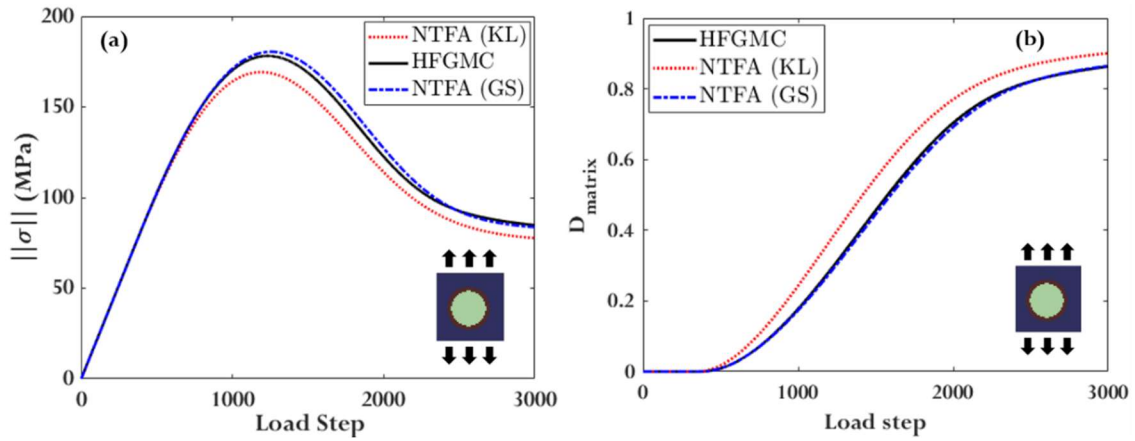 (a)
NTFA (KL)
HFGMC
NTFA (GS)
||σ|| (MPa)
200
150
100
50
0
0 1000 2000 3000
Load Step
(b)
HFGMC
NTFA (KL)
NTFA (GS)
D_matrix
1
0.8
0.6
0.4
0.2
0
0 1000 2000 3000
Load step